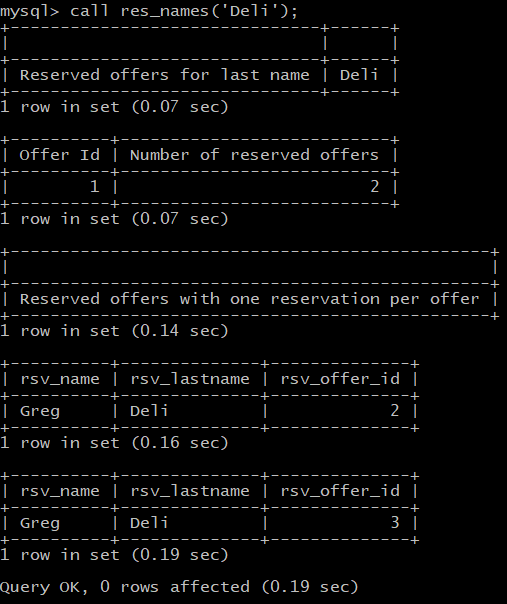 mysql> call res_names('Deli');
+------------------------------+------+
|                              |      |
+------------------------------+------+
| Reserved offers for last name | Deli |
+------------------------------+------+
1 row in set (0.07 sec)
+----------+--------------------------+
| Offer Id | Number of reserved offers |
+----------+--------------------------+
|        1 |                         2 |
+----------+--------------------------+
1 row in set (0.07 sec)
+-----------------------------------------------+
|                                               |
+-----------------------------------------------+
| Reserved offers with one reservation per offer |
+-----------------------------------------------+
1 row in set (0.14 sec)
+----------+--------------+--------------+
| rsv_name | rsv_lastname | rsv_offer_id |
+----------+--------------+--------------+
| Greg     | Deli         |            2 |
+----------+--------------+--------------+
1 row in set (0.16 sec)
+----------+--------------+--------------+
| rsv_name | rsv_lastname | rsv_offer_id |
+----------+--------------+--------------+
| Greg     | Deli         |            3 |
+----------+--------------+--------------+
1 row in set (0.19 sec)
Query OK, 0 rows affected (0.19 sec)